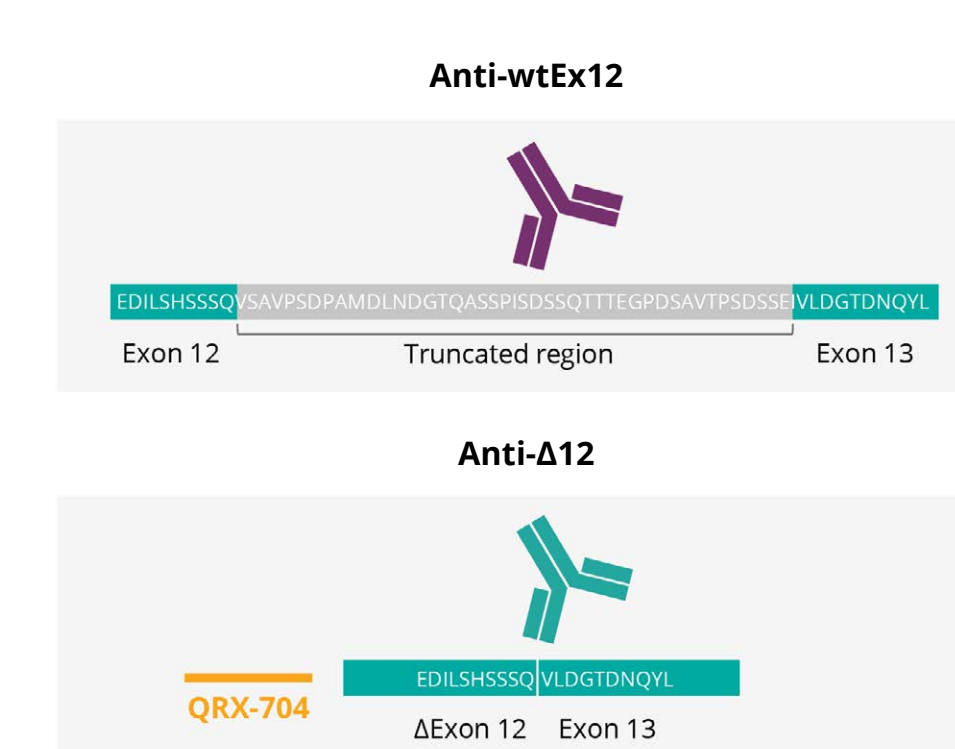 Anti-wtEx12
EDILSHSSSQVSAVPSDPAMDLNDGTQASSPISDSSQTTTEGPDSAVTPSDSSEIVLDGTDNQYL
Exon 12 Truncated region Exon 13
Anti-Δ12
EDILSHSSSQ VLDGTDNQYL
QRX-704
ΔExon 12 Exon 13